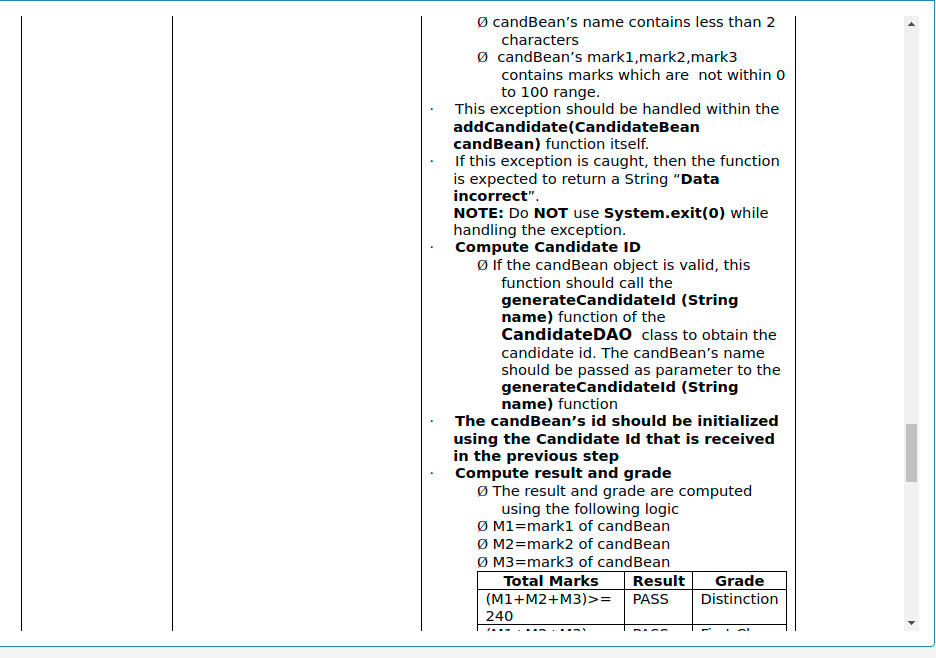 Ø candBean’s name contains less than 2
characters
Ø candBean’s mark1,mark2,mark3
contains marks which are not within 0
to 100 range.
· This exception should be handled within the
addCandidate(CandidateBean
candBean) function itself.
· If this exception is caught, then the function
is expected to return a String “Data
incorrect”.
NOTE: Do NOT use System.exit(0) while
handling the exception.
· Compute Candidate ID
Ø If the candBean object is valid, this
function should call the
generateCandidateId (String
name) function of the
CandidateDAO class to obtain the
candidate id. The candBean’s name
should be passed as parameter to the
generateCandidateId (String
name) function
· The candBean’s id should be initialized
using the Candidate Id that is received
in the previous step
· Compute result and grade
Ø The result and grade are computed
using the following logic
Ø M1=mark1 of candBean
Ø M2=mark2 of candBean
Ø M3=mark3 of candBean
Total Marks Result Grade
(M1+M2+M3)>= PASS Distinction
240